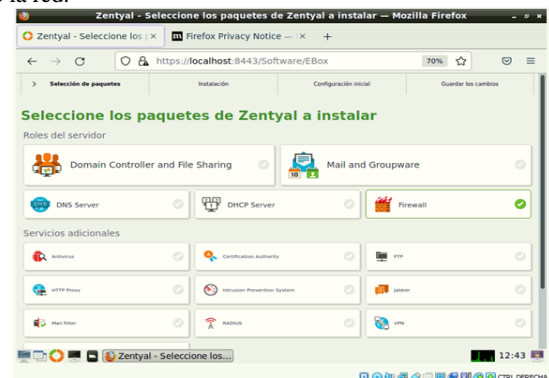 la red.
Zentyal - Seleccione los paquetes de Zentyal a instalar — Mozilla Firefox
Zentyal - Seleccione los p
Firefox Privacy Notice —
https://localhost:8443/Software/EBox
70%
Selección de paquetes
Instalación
Configuración inicial
Guardar los cambios
Seleccione los paquetes de Zentyal a instalar
Roles del servidor
Domain Controller and File Sharing
Mail and Groupware
DNS Server
DHCP Server
Firewall
Servicios adicionales
Antivirus
Certification Authority
FTP
HTTP Proxy
Intrusion Prevention System
Jabber
Mail Filter
RADIUS
VPN
Zentyal - Seleccione los...
12:43
CTRL DERECHA